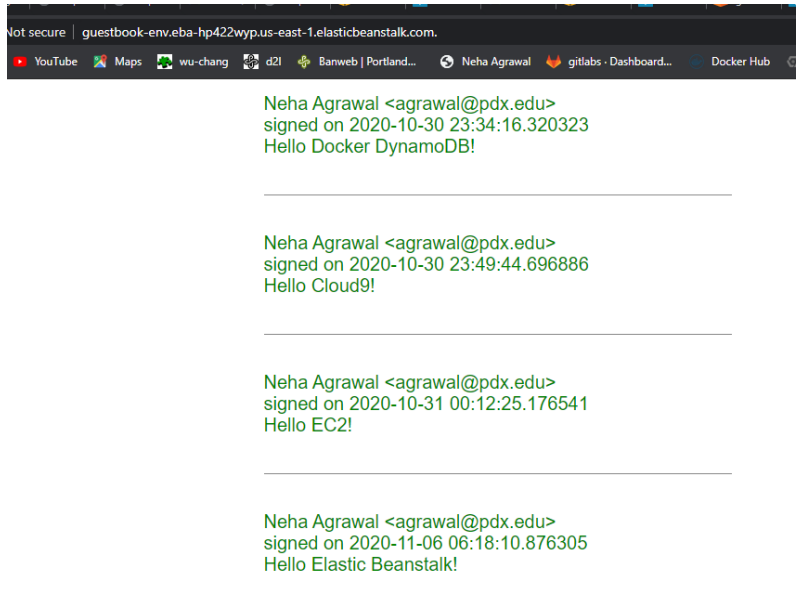 Not secure guestbook-env.eba-hp422wyp.us-east-1.elasticbeanstalk.com.
YouTube Maps wu-chang d2l Banweb | Portland... Neha Agrawal gitlabs · Dashboard... Docker Hub
Neha Agrawal <agrawal@pdx.edu>
signed on 2020-10-30 23:34:16.320323
Hello Docker DynamoDB!
Neha Agrawal <agrawal@pdx.edu>
signed on 2020-10-30 23:49:44.696886
Hello Cloud9!
Neha Agrawal <agrawal@pdx.edu>
signed on 2020-10-31 00:12:25.176541
Hello EC2!
Neha Agrawal <agrawal@pdx.edu>
signed on 2020-11-06 06:18:10.876305
Hello Elastic Beanstalk!